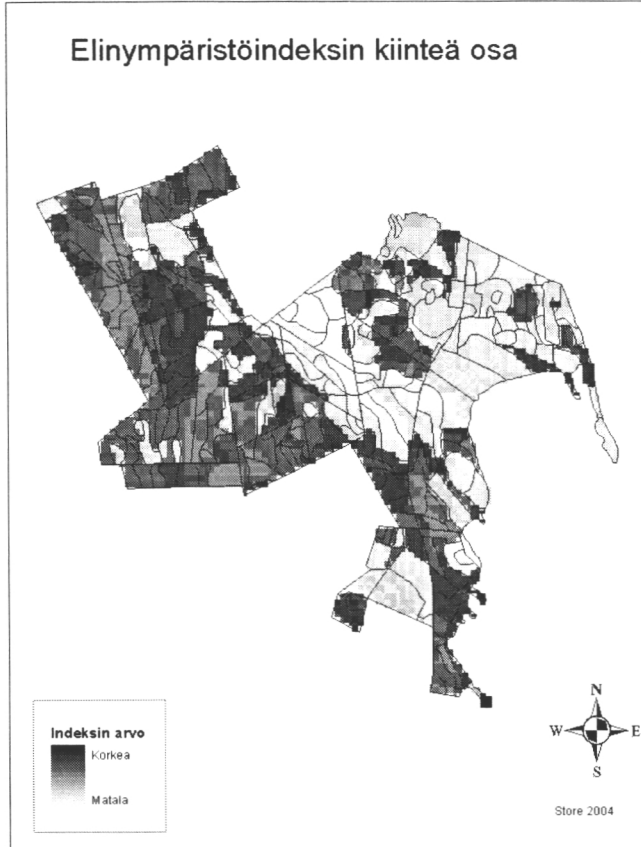 Elinympäristöindeksin kiinteä osa
Indeksin arvo
Korkea
Matala
N
W
E
S
Store 2004